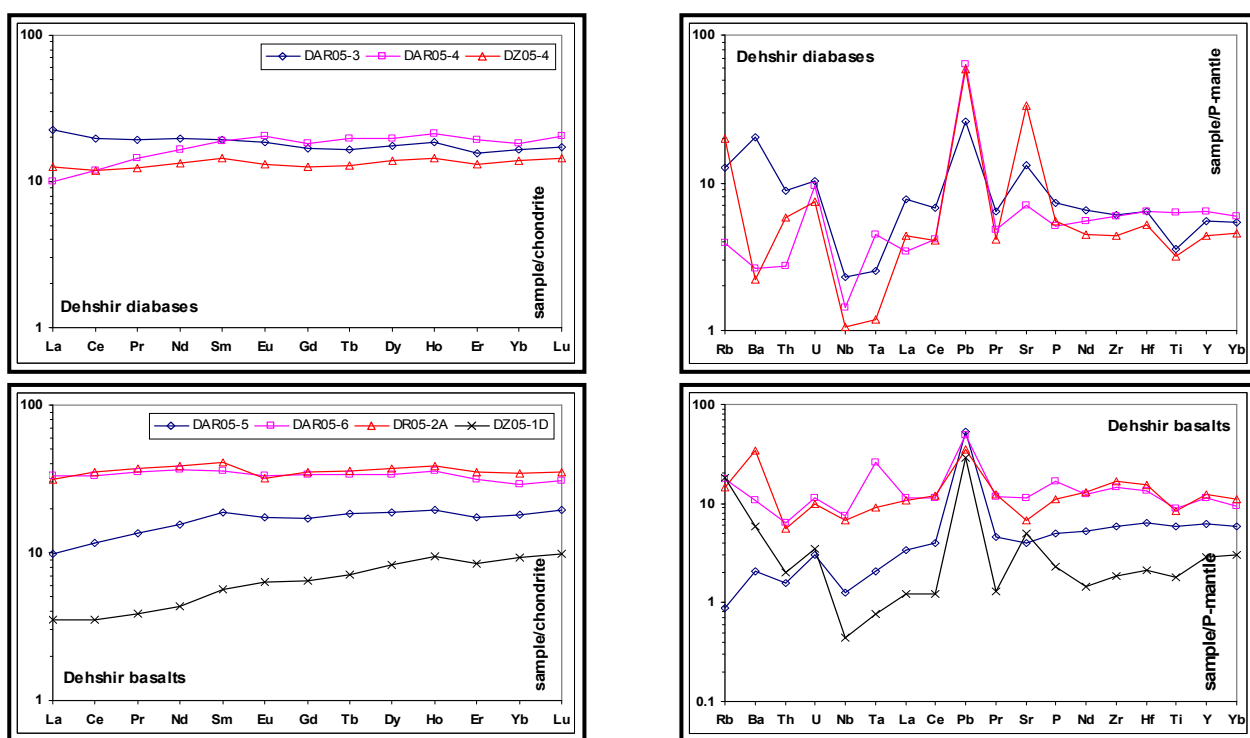 100
10
1
DAR05-3 DAR05-4 DZ05-4
Dehshir diabases
sample/chondrite
La Ce Pr Nd Sm Eu Gd Tb Dy Ho Er Yb Lu
100
10
1
Dehshir diabases
sample/P-mantle
Rb Ba Th U Nb Ta La Ce Pb Pr Sr P Nd Zr Hf Ti Y Yb
100
10
1
DAR05-5 DAR05-6 DR05-2A DZ05-1D
Dehshir basalts
sample/chondrite
La Ce Pr Nd Sm Eu Gd Tb Dy Ho Er Yb Lu
100
10
1
0.1
Dehshir basalts
sample/P-mantle
Rb Ba Th U Nb Ta La Ce Pb Pr Sr P Nd Zr Hf Ti Y Yb